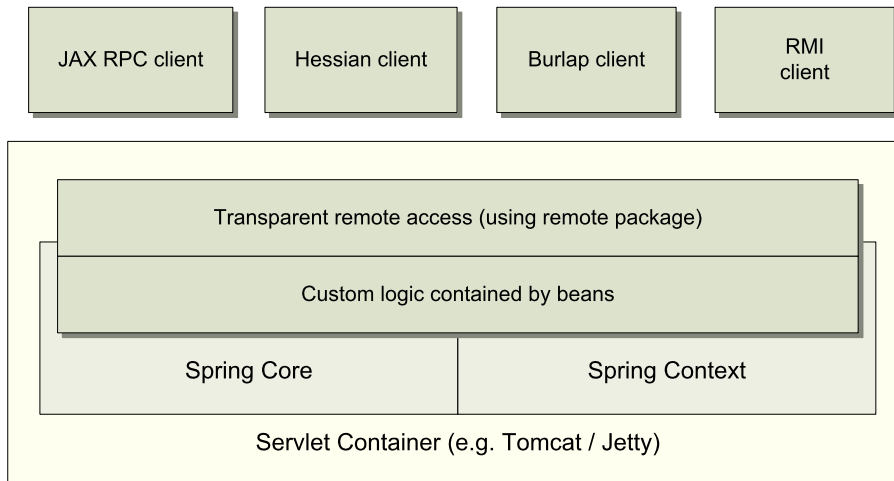 JAX RPC client
Hessian client
Burlap client
RMI
client
Transparent remote access (using remote package)
Custom logic contained by beans
Spring Core
Spring Context
Servlet Container (e.g. Tomcat / Jetty)